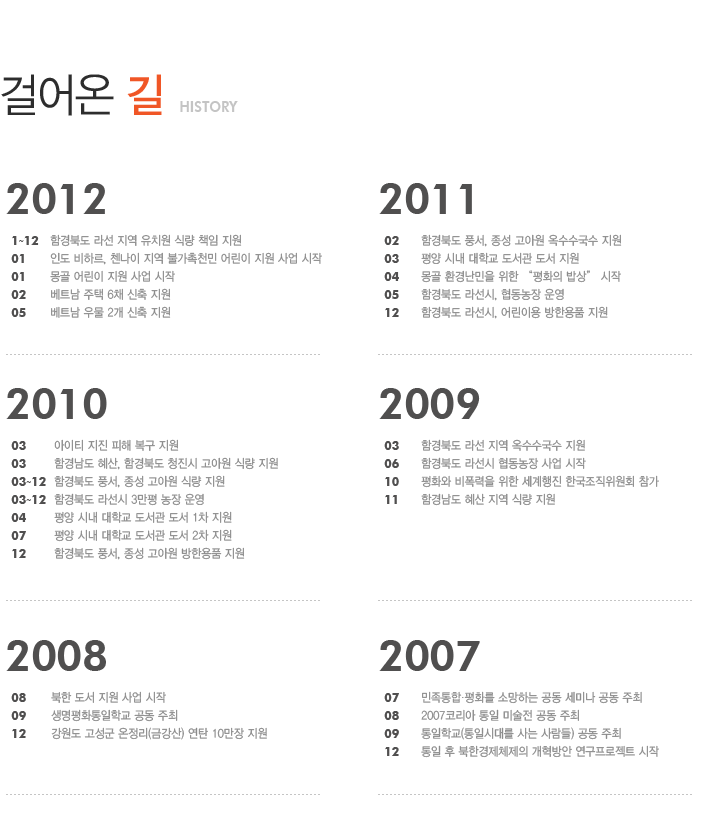 걸어온 길 HISTORY
2012
1~12 함경북도 라선 지역 유치원 식량 책임 지원
01 인도 비하르, 첸나이 지역 불가촉천민 어린이 지원 사업 시작
01 몽골 어린이 지원 사업 시작
02 베트남 주택 6채 신축 지원
05 베트남 우물 2개 신축 지원
2011
02 함경북도 풍서, 종성 고아원 옥수수국수 지원
03 평양 시내 대학교 도서관 도서 지원
04 몽골 환경난민을 위한 “평화의 밥상” 시작
05 함경북도 라선시, 협동농장 운영
12 함경북도 라선시, 어린이용 방한용품 지원
2010
03 아이티 지진 피해 복구 지원
03 함경남도 혜산, 함경북도 청진시 고아원 식량 지원
03~12 함경북도 풍서, 종성 고아원 식량 지원
03~12 함경북도 라선시 3만평 농장 운영
04 평양 시내 대학교 도서관 도서 1차 지원
07 평양 시내 대학교 도서관 도서 2차 지원
12 함경북도 풍서, 종성 고아원 방한용품 지원
2009
03 함경북도 라선 지역 옥수수국수 지원
06 함경북도 라선시 협동농장 사업 시작
10 평화와 비폭력을 위한 세계행진 한국조직위원회 참가
11 함경남도 혜산 지역 식량 지원
2008
08 북한 도서 지원 사업 시작
09 생명평화통일학교 공동 주최
12 강원도 고성군 온정리(금강산) 연탄 10만장 지원
2007
07 민족통합·평화를 소망하는 공동 세미나 공동 주최
08 2007코리아 통일 미술전 공동 주최
09 통일학교(통일시대를 사는 사람들) 공동 주최
12 통일 후 북한경제체제의 개혁방안 연구프로젝트 시작